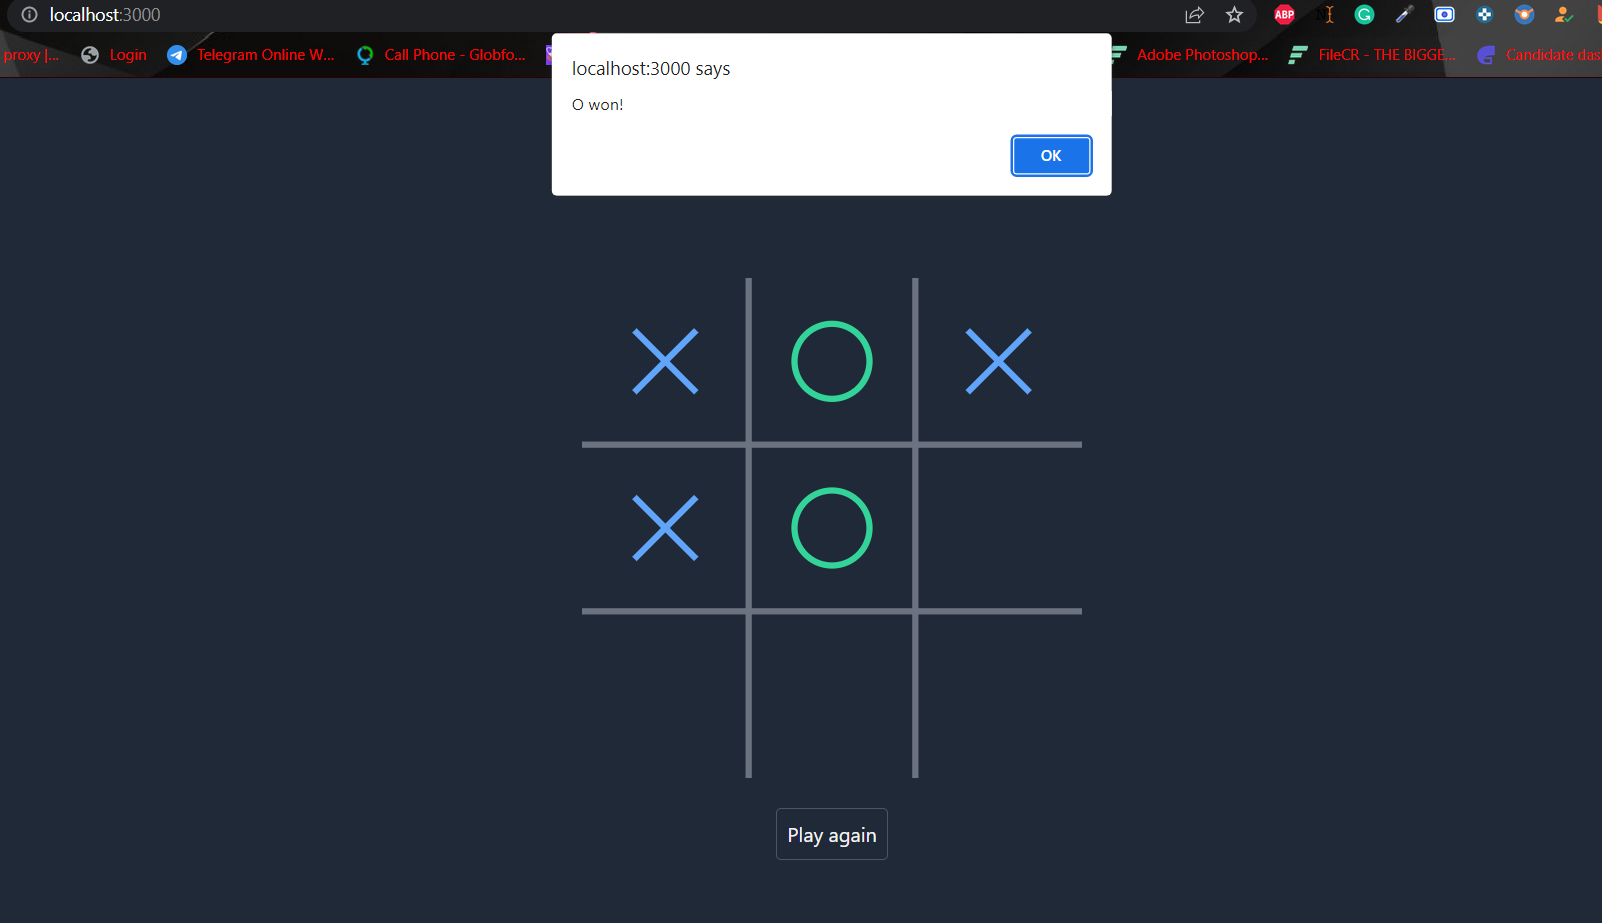 localhost:3000
ABP
proxy |...
Login
Telegram Online W...
Call Phone - Globfo...
Adobe Photoshop...
FileCR - THE BIGGE...
Candidate das
localhost:3000 says
O won!
OK
Play again